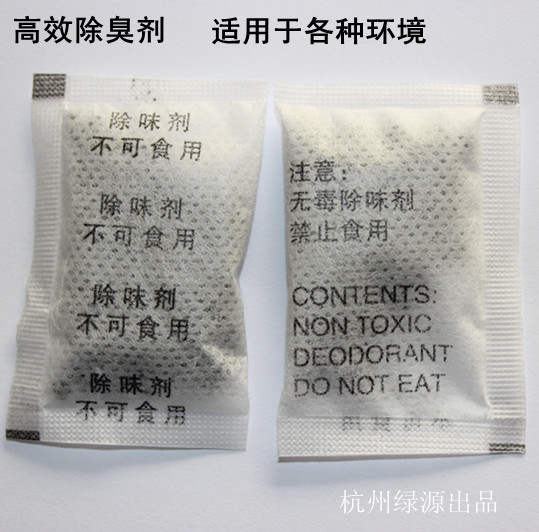 高效除臭剂 适用于各种环境
除味剂
不可食用
除味剂
不可食用
除味剂
不可食用
除味剂
不可食用
注意:
无毒除味剂
禁止食用
CONTENTS:
NON TOXIC
DEODORANT
DO NOT EAT
杭州绿源出品